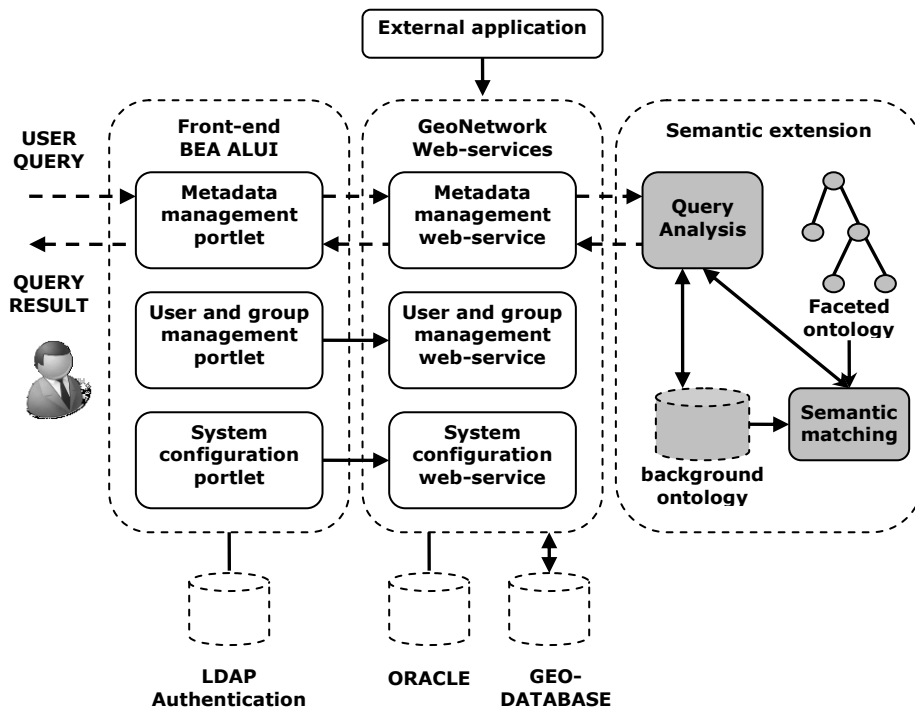 External application
USER
QUERY
QUERY
RESULT
Front-end
BEA ALUI
Metadata
management
portlet
User and group
management
portlet
System
configuration
portlet
GeoNetwork
Web-services
Metadata
management
web-service
User and group
management
web-service
System
configuration
web-service
Semantic extension
Query
Analysis
Faceted
ontology
Semantic
matching
background
ontology
LDAP
Authentication
ORACLE
GEO-
DATABASE